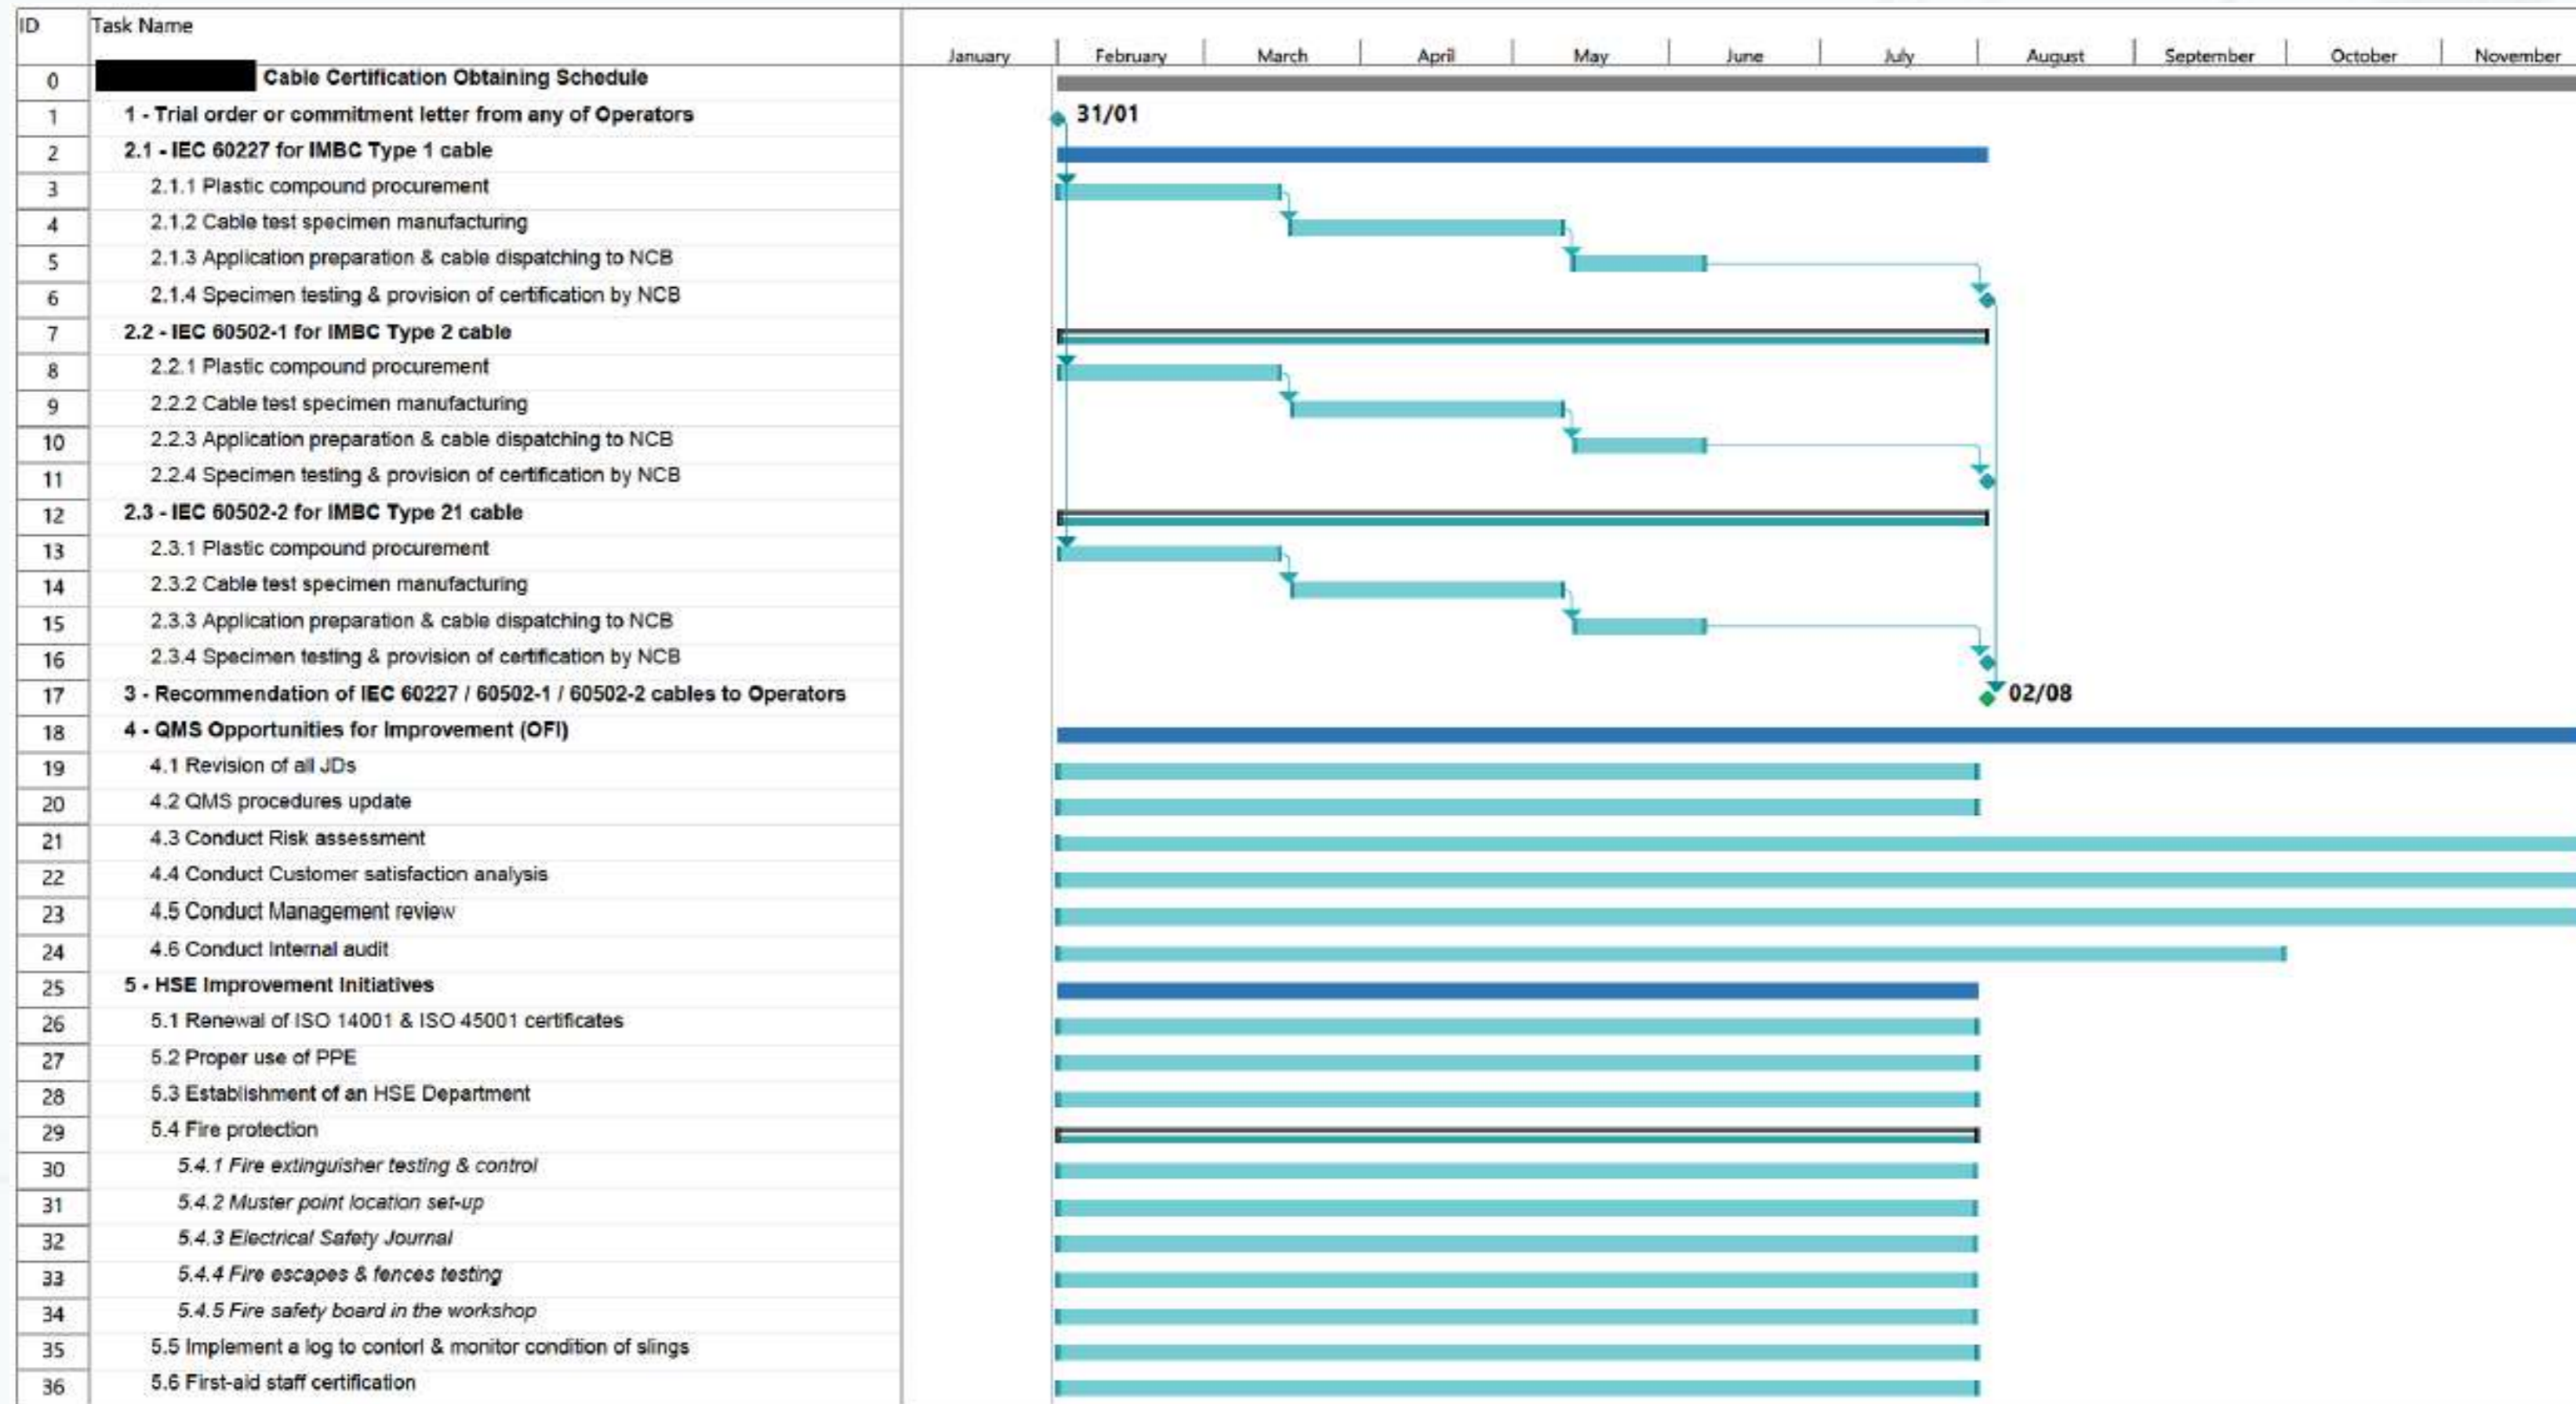 ID Task Name
January February March April May June July August September October November
0 Cable Certification Obtaining Schedule
1 1 - Trial order or commitment letter from any of Operators 31/01
2 2.1 - IEC 60227 for IMBC Type 1 cable
3 2.1.1 Plastic compound procurement
4 2.1.2 Cable test specimen manufacturing
5 2.1.3 Application preparation & cable dispatching to NCB
6 2.1.4 Specimen testing & provision of certification by NCB
7 2.2 - IEC 60502-1 for IMBC Type 2 cable
8 2.2.1 Plastic compound procurement
9 2.2.2 Cable test specimen manufacturing
10 2.2.3 Application preparation & cable dispatching to NCB
11 2.2.4 Specimen testing & provision of certification by NCB
12 2.3 - IEC 60502-2 for IMBC Type 21 cable
13 2.3.1 Plastic compound procurement
14 2.3.2 Cable test specimen manufacturing
15 2.3.3 Application preparation & cable dispatching to NCB
16 2.3.4 Specimen testing & provision of certification by NCB
17 3 - Recommendation of IEC 60227 / 60502-1 / 60502-2 cables to Operators 02/08
18 4 - QMS Opportunities for Improvement (OFI)
19 4.1 Revision of all JDs
20 4.2 QMS procedures update
21 4.3 Conduct Risk assessment
22 4.4 Conduct Customer satisfaction analysis
23 4.5 Conduct Management review
24 4.6 Conduct Internal audit
25 5 - HSE Improvement Initiatives
26 5.1 Renewal of ISO 14001 & ISO 45001 certificates
27 5.2 Proper use of PPE
28 5.3 Establishment of an HSE Department
29 5.4 Fire protection
30 5.4.1 Fire extinguisher testing & control
31 5.4.2 Muster point location set-up
32 5.4.3 Electrical Safety Journal
33 5.4.4 Fire escapes & fences testing
34 5.4.5 Fire safety board in the workshop
35 5.5 Implement a log to contorl & monitor condition of slings
36 5.6 First-aid staff certification